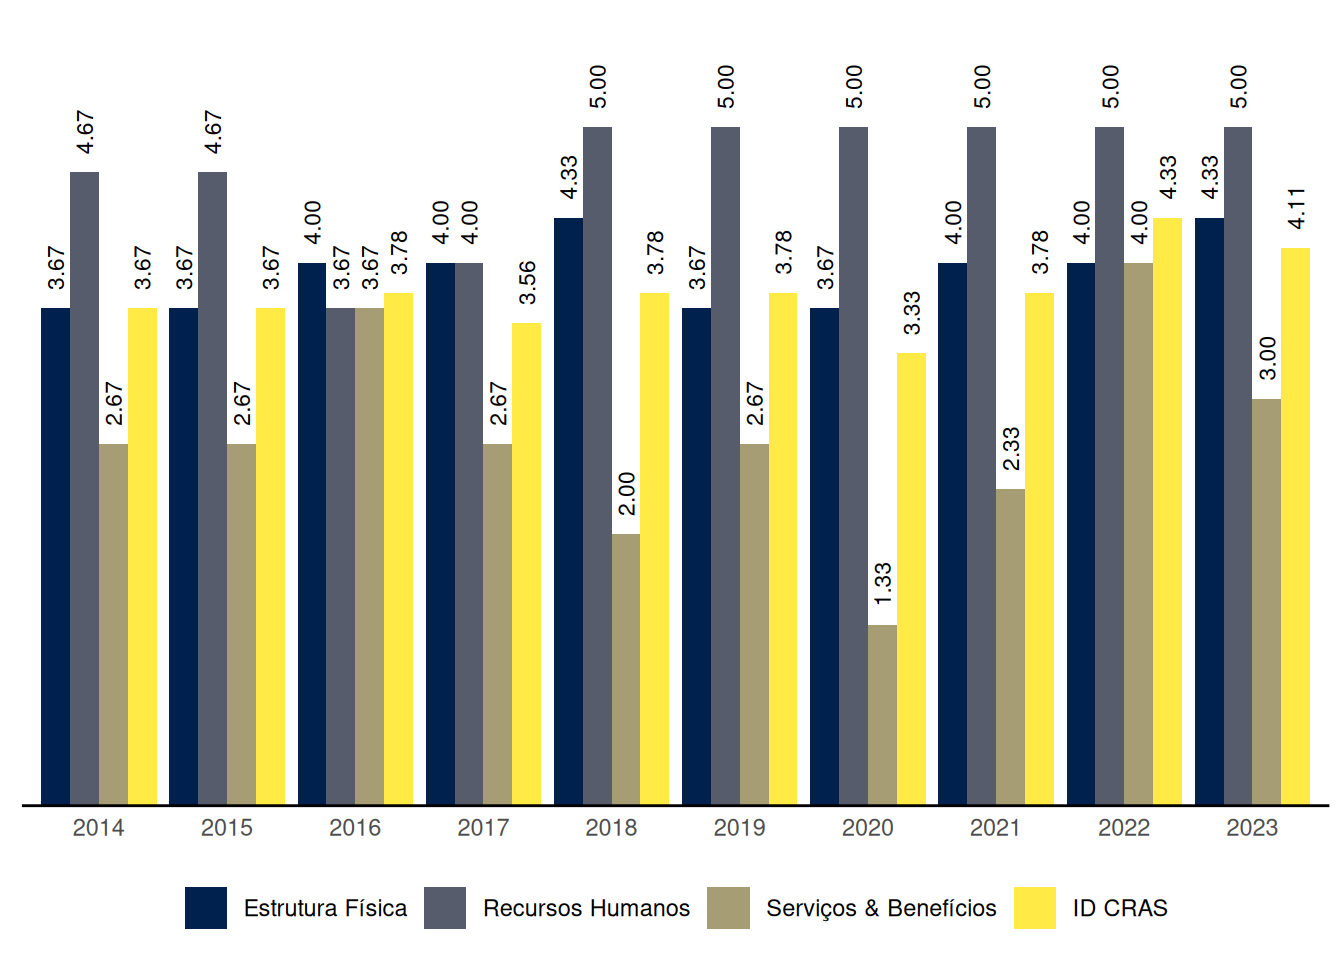 3.67 4.67 2.67 3.67
3.67 4.67 2.67 3.67
4.00 3.67 3.67 3.78
4.00 4.00 2.67 3.56
4.33 5.00 2.00 3.78
3.67 5.00 2.67 3.78
3.67 5.00 1.33 3.33
4.00 5.00 2.33 3.78
4.00 5.00 4.00 4.33
4.33 5.00 3.00 4.11
2014 2015 2016 2017 2018 2019 2020 2021 2022 2023
Estrutura Física Recursos Humanos Serviços & Benefícios ID CRAS